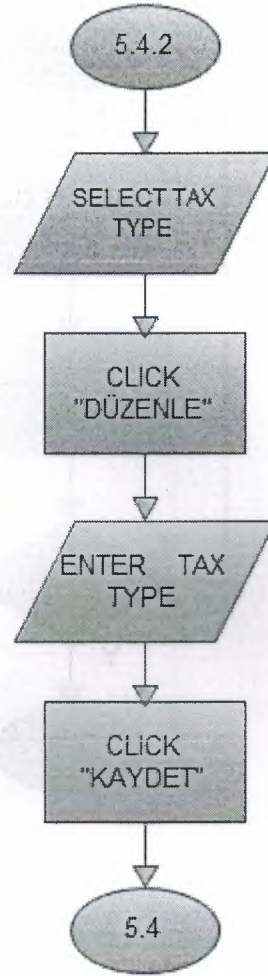 5.4.2
SELECT TAX
TYPE
CLICK
"DÜZENLE"
ENTER TAX
TYPE
CLICK
"KAYDET"
5.4